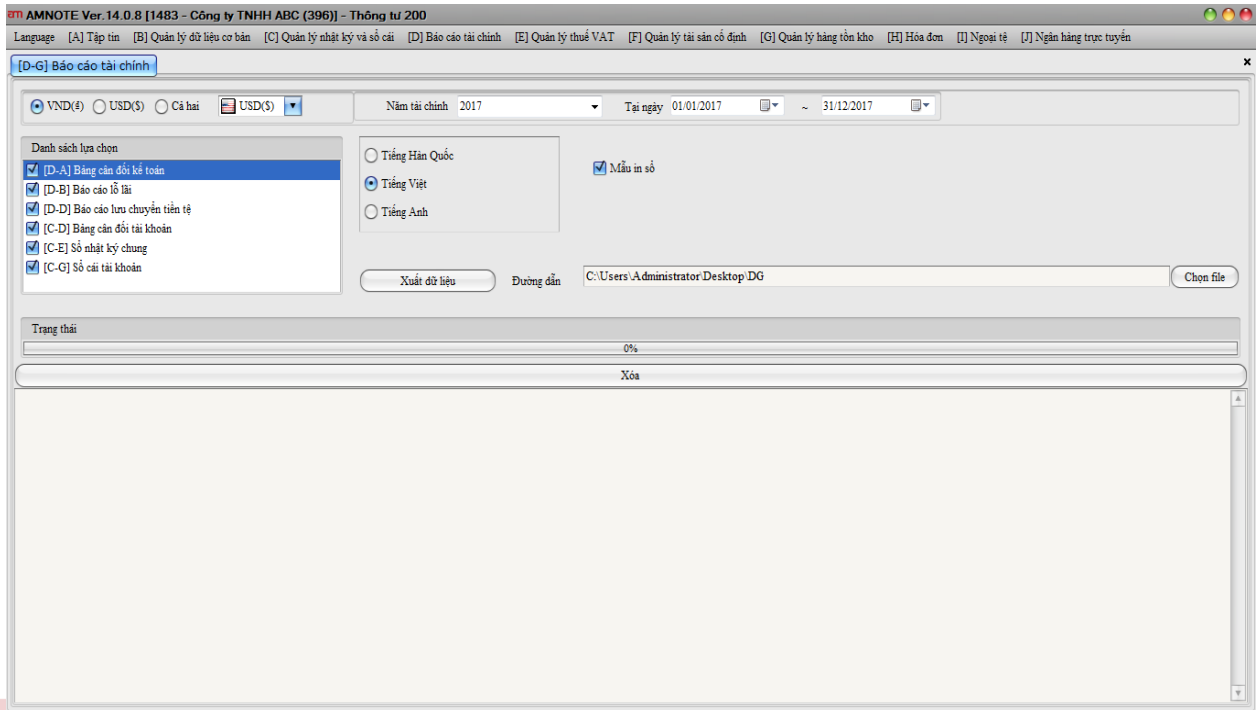 am AMNOTE Ver. 14.0.8 [1483 - Công ty TNHH ABC (396)] - Thông tư 200
Language [A] Tập tin [B] Quản lý dữ liệu cơ bản [C] Quản lý nhật ký và sổ cái [D] Báo cáo tài chính [E] Quản lý thuế VAT [F] Quản lý tài sản cố định [G] Quản lý hàng tồn kho [H] Hóa đơn [I] Ngoại tệ [J] Ngân hàng trực tuyến
[D-G] Báo cáo tài chính
VND(₫) USD($) Cả hai USD($) Năm tài chính 2017 Tại ngày 01/01/2017 ~ 31/12/2017
Danh sách lựa chọn
[D-A] Bảng cân đối kế toán
[D-B] Báo cáo lỗ lãi
[D-D] Báo cáo lưu chuyển tiền tệ
[C-D] Bảng cân đối tài khoản
[C-E] Sổ nhật ký chung
[C-G] Sổ cái tài khoản
Tiếng Hàn Quốc
Tiếng Việt
Tiếng Anh
Mẫu in sổ
Xuất dữ liệu Đường dẫn C:\Users\Administrator\Desktop\DG Chọn file
Trạng thái
0%
Xóa